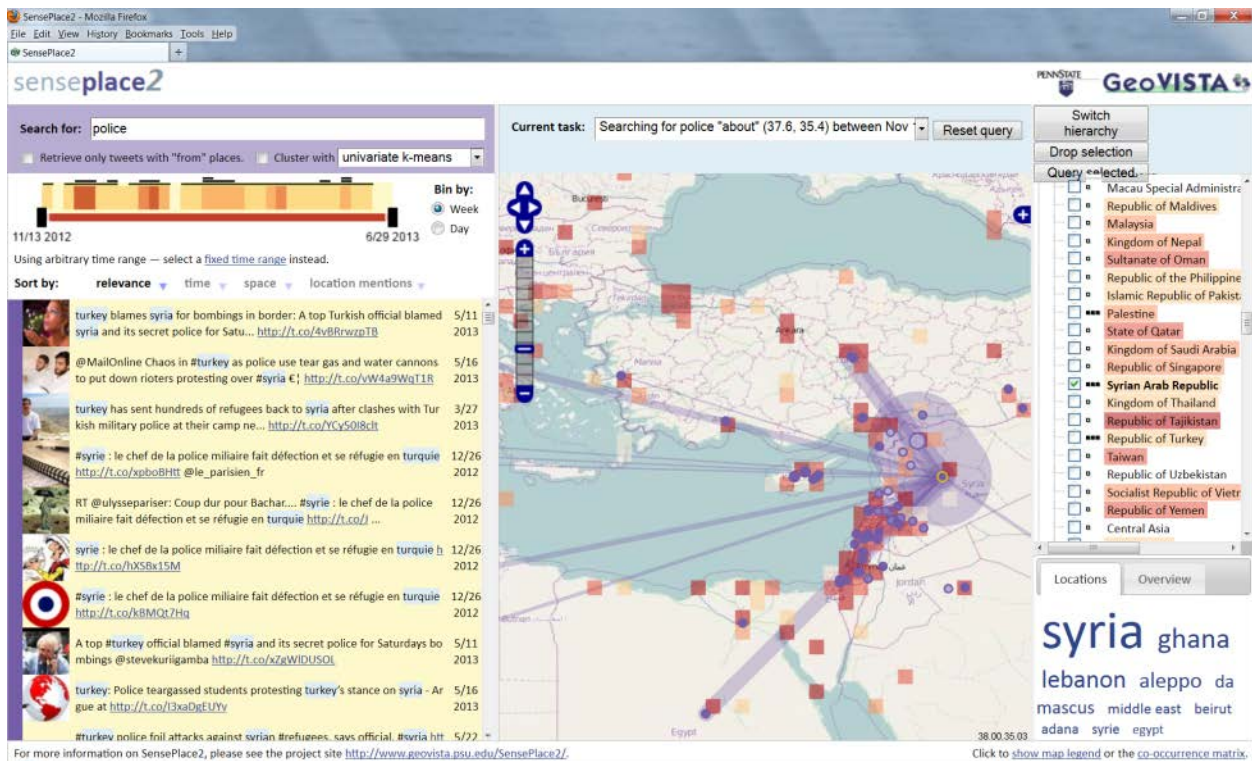 SensePlace2 - Mozilla Firefox
File Edit View History Bookmarks Tools Help
SensePlace2 +
senseplace2
PENNSTATE
GeoVISTA
Search for: police
Retrieve only tweets with "from" places. Cluster with univariate k-means
Current task: Searching for police "about" (37.6, 35.4) between Nov Reset query
Switch hierarchy
Drop selection
Query selected.
Bin by:
Week
Day
11/13 2012 6/29 2013
Using arbitrary time range — select a fixed time range instead.
Sort by: relevance time space location mentions
turkey blames syria for bombings in border: A top Turkish official blamed 5/11
syria and its secret police for Satu... http://t.co/4vBRrwzpTB 2013
@MailOnline Chaos in #turkey as police use tear gas and water cannons 5/16
to put down rioters protesting over #syria €¦ http://t.co/vW4a9WqT1R 2013
turkey has sent hundreds of refugees back to syria after clashes with Tur 3/27
kish military police at their camp ne... http://t.co/YCy50I8cIt 2013
#syrie : le chef de la police miliaire fait défection et se réfugie en turquie 12/26
http://t.co/xpboBHtt @le_parisien_fr 2012
RT @ulysseparisier: Coup dur pour Bachar.... #syrie : le chef de la police 12/26
miliaire fait défection et se réfugie en turquie http://t.co/J ... 2012
syrie : le chef de la police miliaire fait défection et se réfugie en turquie h 12/26
ttp://t.co/hXSBx15M 2012
#syrie : le chef de la police miliaire fait défection et se réfugie en turquie 12/26
http://t.co/kBMQt7Hq 2012
A top #turkey official blamed #syria and its secret police for Saturdays bo 5/11
mbings @stevekuriigamba http://t.co/xZgWIDUSOL 2013
turkey: Police teargassed students protesting turkey's stance on syria - Ar 5/16
gue at http://t.co/I3xaDgEUYv 2013
#turkey police foil attacks against syrian #refugees, says official. #syria htt 5/22
Bucureşti
България
Ankara
Manisa
Syria
عمان
Jordan
Egypt
38.00,35.03
Macau Special Administra
Republic of Maldives
Malaysia
Kingdom of Nepal
Sultanate of Oman
Republic of the Philippine
Islamic Republic of Pakist
Palestine
State of Qatar
Kingdom of Saudi Arabia
Republic of Singapore
Syrian Arab Republic
Kingdom of Thailand
Republic of Tajikistan
Republic of Turkey
Taiwan
Republic of Uzbekistan
Socialist Republic of Vietr
Republic of Yemen
Central Asia
Locations Overview
syria ghana
lebanon aleppo da
mascus middle east beirut
adana syrie egypt
For more information on SensePlace2, please see the project site http://www.geovista.psu.edu/SensePlace2/.
Click to show map legend or the co-occurrence matrix.